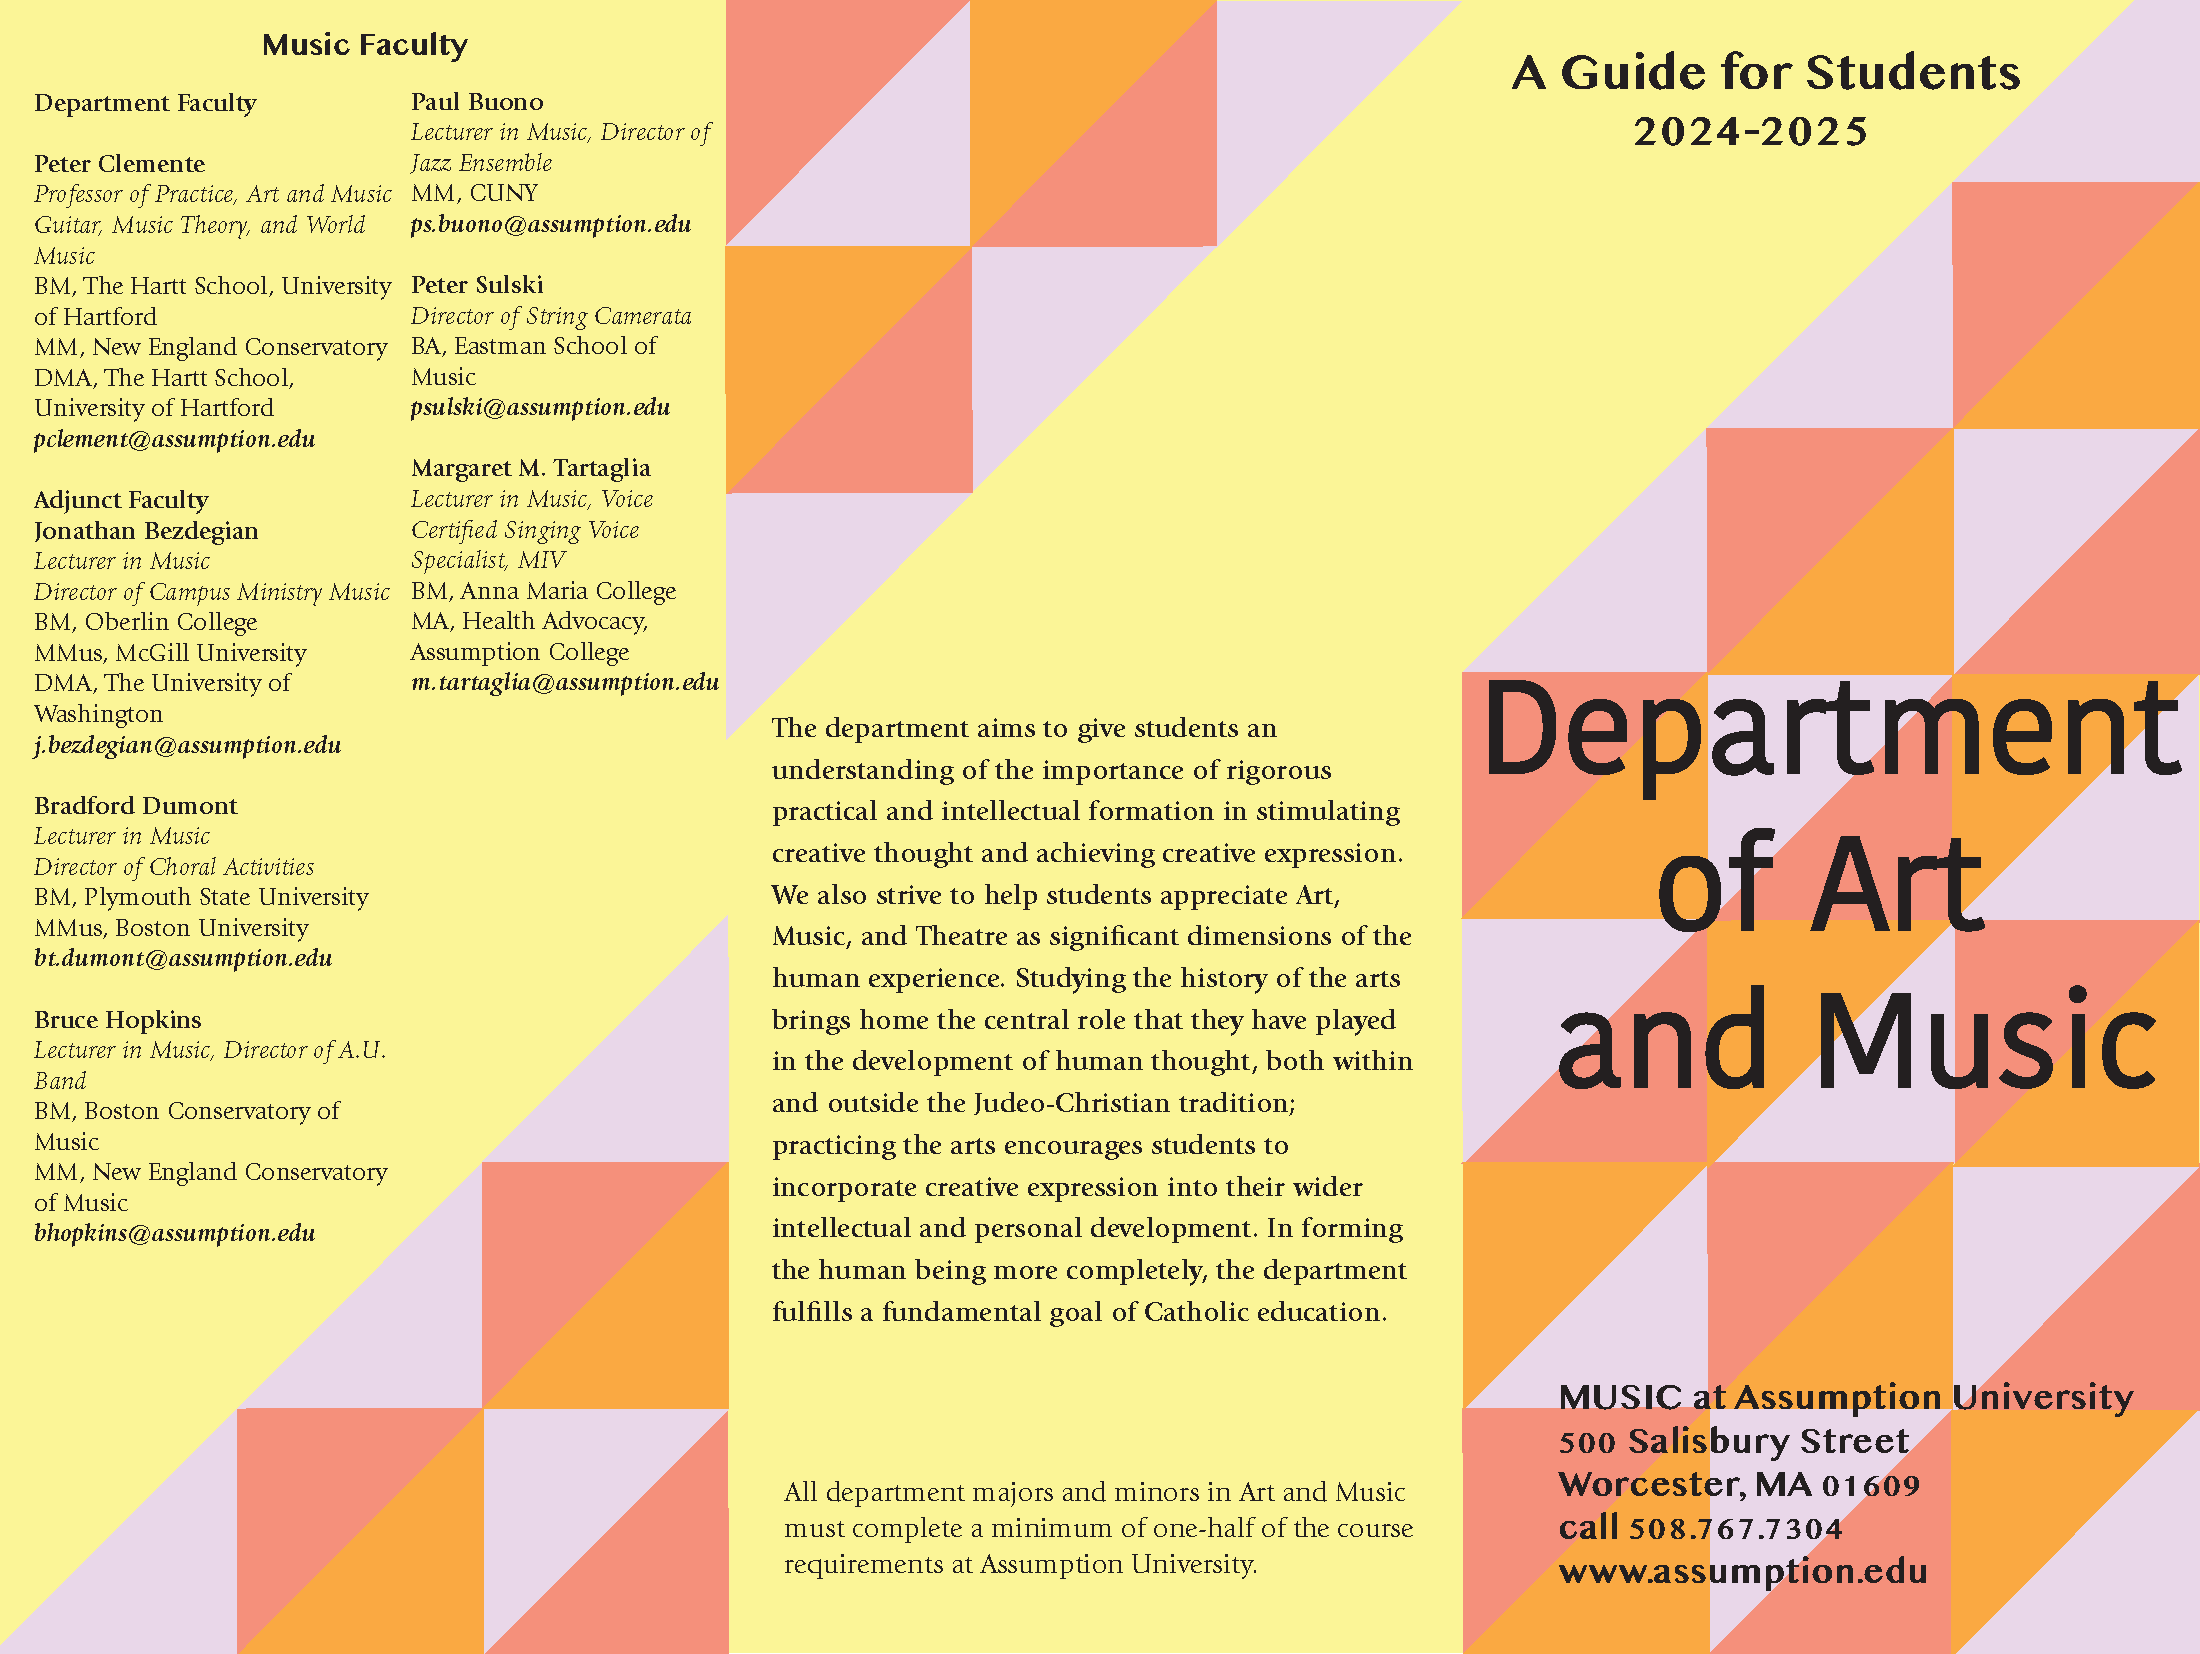 Music Faculty
Department Faculty
Peter Clemente
Professor of Practice, Art and Music
Guitar, Music Theory, and World
Music
BM, The Hartt School, University
of Hartford
MM, New England Conservatory
DMA, The Hartt School,
University of Hartford
pclement@assumption.edu
Adjunct Faculty
Jonathan Bezdegian
Lecturer in Music
Director of Campus Ministry Music
BM, Oberlin College
MMus, McGill University
DMA, The University of
Washington
j.bezdegian@assumption.edu
Bradford Dumont
Lecturer in Music
Director of Choral Activities
BM, Plymouth State University
MMus, Boston University
bt.dumont@assumption.edu
Bruce Hopkins
Lecturer in Music, Director of A.U.
Band
BM, Boston Conservatory of
Music
MM, New England Conservatory
of Music
bhopkins@assumption.edu
Paul Buono
Lecturer in Music, Director of
Jazz Ensemble
MM, CUNY
ps.buono@assumption.edu
Peter Sulski
Director of String Camerata
BA, Eastman School of
Music
psulski@assumption.edu
Margaret M. Tartaglia
Lecturer in Music, Voice
Certified Singing Voice
Specialist, MIV
BM, Anna Maria College
MA, Health Advocacy,
Assumption College
m.tartaglia@assumption.edu
The department aims to give students an
understanding of the importance of rigorous
practical and intellectual formation in stimulating
creative thought and achieving creative expression.
We also strive to help students appreciate Art,
Music, and Theatre as significant dimensions of the
human experience. Studying the history of the arts
brings home the central role that they have played
in the development of human thought, both within
and outside the Judeo-Christian tradition;
practicing the arts encourages students to
incorporate creative expression into their wider
intellectual and personal development. In forming
the human being more completely, the department
fulfills a fundamental goal of Catholic education.
All department majors and minors in Art and Music
must complete a minimum of one-half of the course
requirements at Assumption University.
A Guide for Students
2024-2025
Department
of Art
and Music
MUSIC at Assumption University
500 Salisbury Street
Worcester, MA 01609
call 508.767.7304
www.assumption.edu